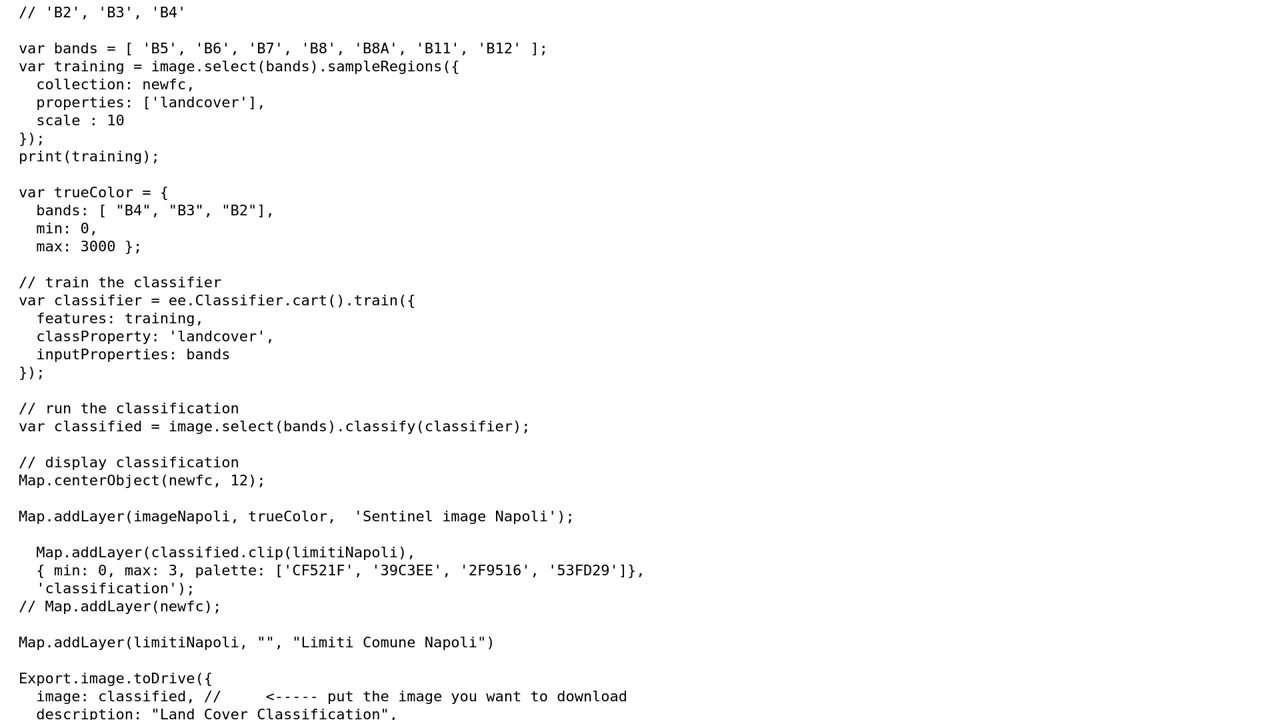 // 'B2', 'B3', 'B4'
var bands = [ 'B5', 'B6', 'B7', 'B8', 'B8A', 'B11', 'B12' ];
var training = image.select(bands).sampleRegions({
collection: newfc,
properties: ['landcover'],
scale : 10
});
print(training);
var trueColor = {
bands: [ "B4", "B3", "B2"],
min: 0,
max: 3000 };
// train the classifier
var classifier = ee.Classifier.cart().train({
features: training,
classProperty: 'landcover',
inputProperties: bands
});
// run the classification
var classified = image.select(bands).classify(classifier);
// display classification
Map.centerObject(newfc, 12);
Map.addLayer(imageNapoli, trueColor,  'Sentinel image Napoli');
Map.addLayer(classified.clip(limitiNapoli),
{ min: 0, max: 3, palette: ['CF521F', '39C3EE', '2F9516', '53FD29']},
'classification');
// Map.addLayer(newfc);
Map.addLayer(limitiNapoli, "", "Limiti Comune Napoli")
Export.image.toDrive({
image: classified, //     <----- put the image you want to download
description: "Land Cover Classification",